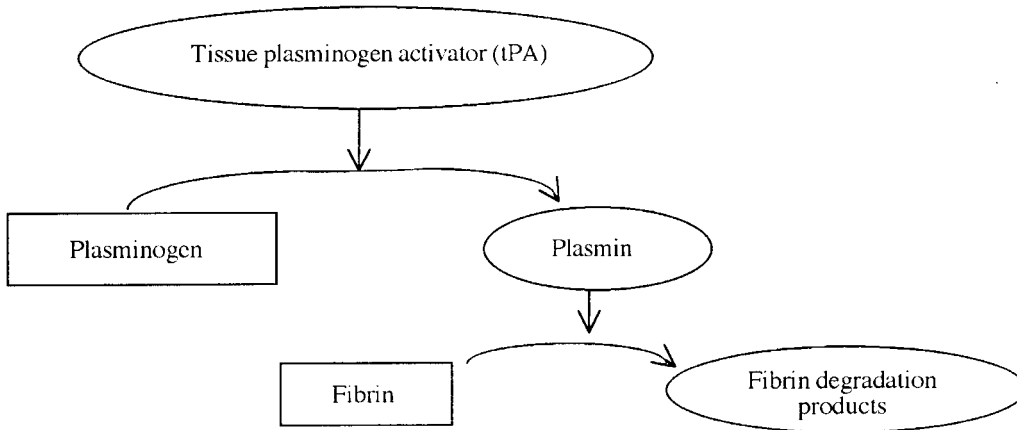 Tissue plasminogen activator (tPA)
Plasminogen
Plasmin
Fibrin
Fibrin degradation
products